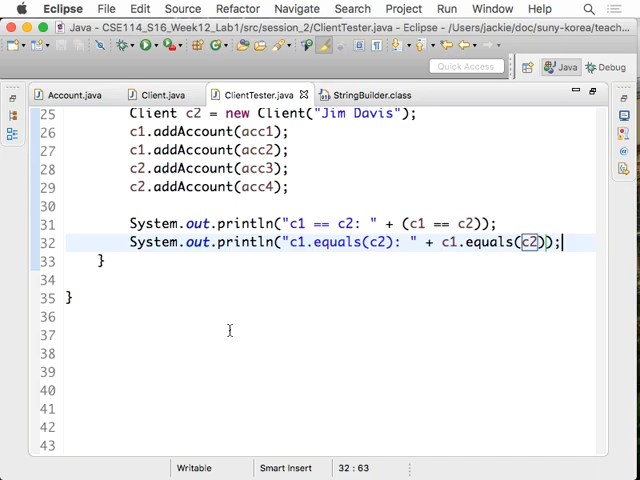 Eclipse File Edit Source Refactor Navigate Search Project Run Window Help
Java - CSE114_S16_Week12_Lab1/src/session_2/ClientTester.java - Eclipse - /Users/jackie/doc/suny-korea/teach
Quick Access Java Debug
Account.java Client.java ClientTester.java StringBuilder.class
25 Client c2 = new Client("Jim Davis");
26 c1.addAccount(acc1);
27 c1.addAccount(acc2);
28 c2.addAccount(acc3);
29 c2.addAccount(acc4);
30
31 System.out.println("c1 == c2: " + (c1 == c2));
32 System.out.println("c1.equals(c2): " + c1.equals(c2));
33 }
34
35 }
36
37
38
39
40
41
42
43
Writable Smart Insert 32 : 63